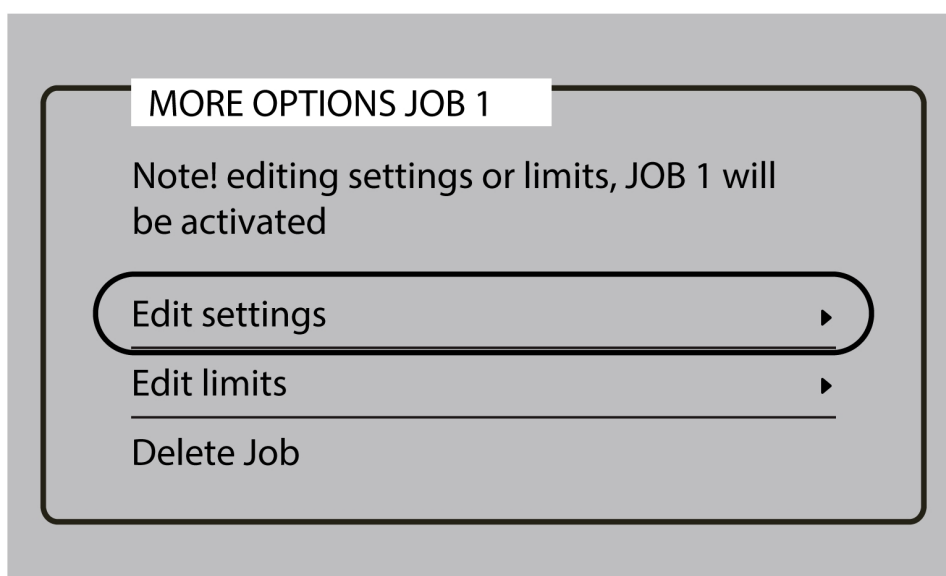 MORE OPTIONS JOB 1
Note! editing settings or limits, JOB 1 will
be activated
Edit settings
Edit limits
Delete Job